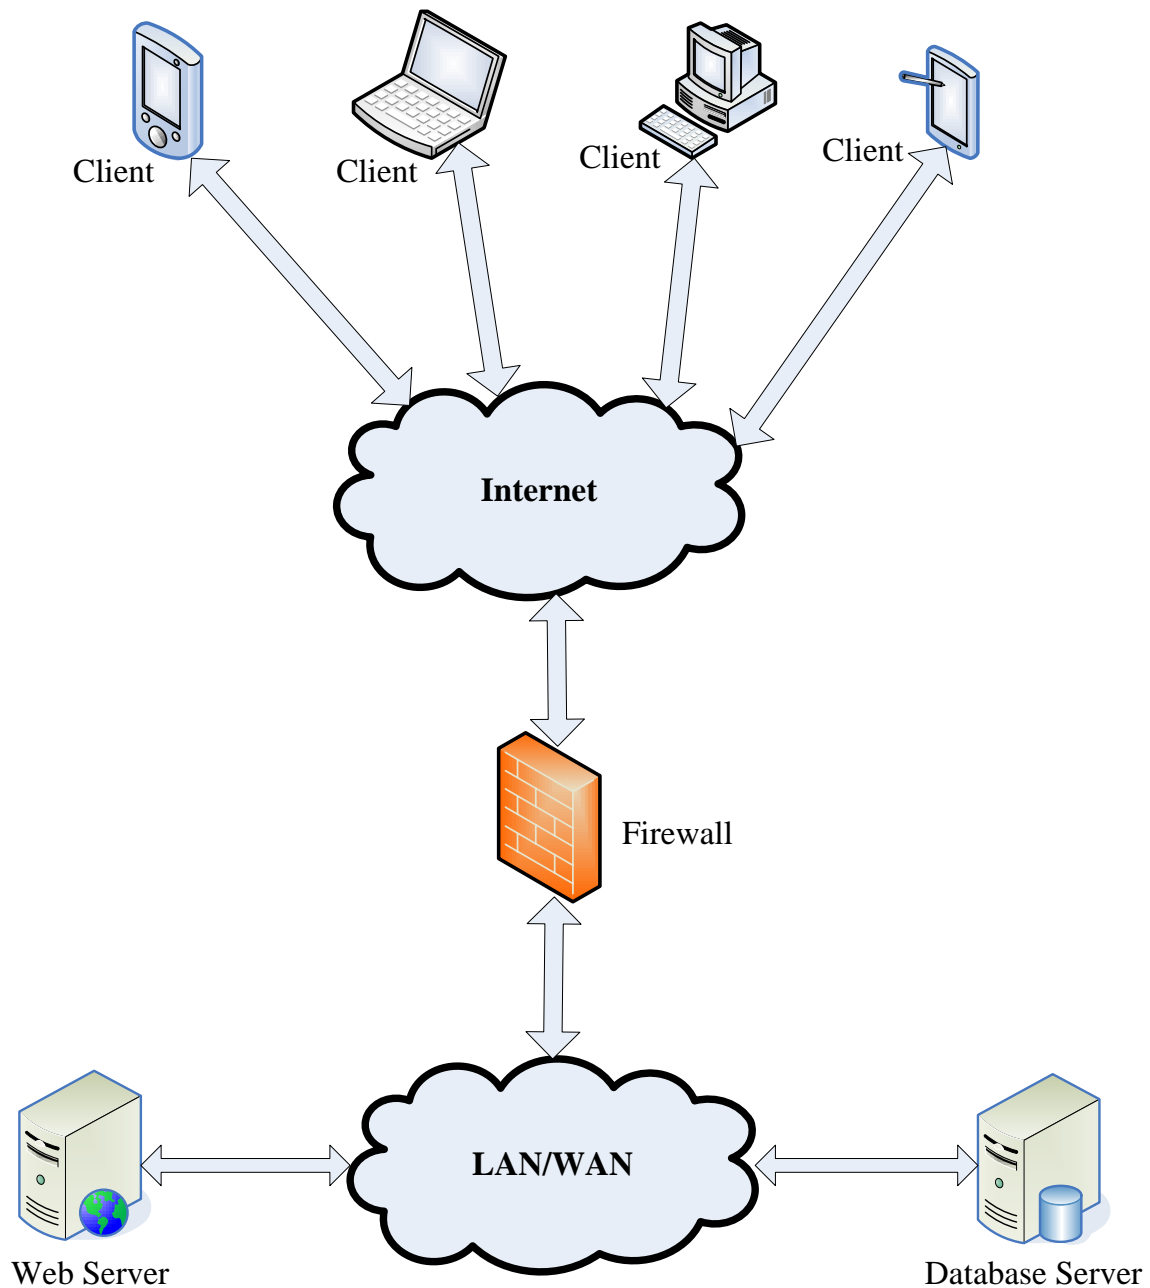 Client
Client
Client
Client
Internet
Firewall
LAN/WAN
Web Server
Database Server